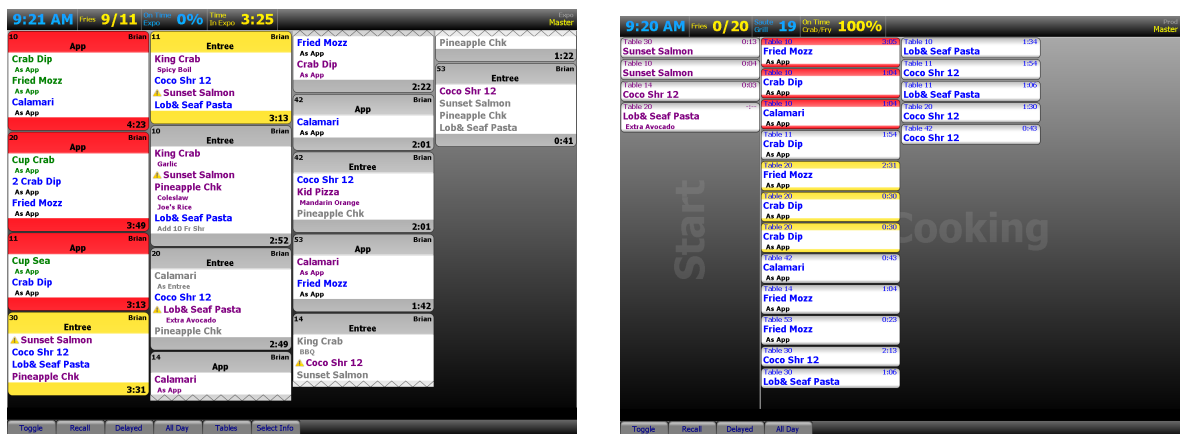 9:21 AM Fries 9/11 On Time Expo 0% Time In Expo 3:25 Expo Master
10 Brian
App
Crab Dip
As App
Fried Mozz
As App
Calamari
As App
4:23
20 Brian
App
Cup Crab
As App
2 Crab Dip
As App
Fried Mozz
As App
3:49
11 Brian
App
Cup Sea
As App
Crab Dip
As App
3:13
30 Brian
Entree
Sunset Salmon
Coco Shr 12
Lob& Seaf Pasta
Pineapple Chk
3:31
11 Brian
Entree
King Crab
Spicy Boil
Coco Shr 12
Sunset Salmon
Lob& Seaf Pasta
3:13
10 Brian
Entree
King Crab
Garlic
Sunset Salmon
Pineapple Chk
Coleslaw
Joe's Rice
Lob& Seaf Pasta
Add 10 Fr Shr
2:52
20 Brian
Entree
Calamari
As Entree
Coco Shr 12
Lob& Seaf Pasta
Extra Avocado
Pineapple Chk
2:49
14 Brian
App
Calamari
As App
Fried Mozz
As App
Crab Dip
As App
2:22
42 Brian
App
Calamari
As App
2:01
42 Brian
Entree
Coco Shr 12
Kid Pizza
Mandarin Orange
Pineapple Chk
2:01
53 Brian
App
Calamari
As App
Fried Mozz
As App
1:42
14 Brian
Entree
King Crab
BBQ
Coco Shr 12
Sunset Salmon
Pineapple Chk
1:22
53 Brian
Entree
Coco Shr 12
Sunset Salmon
Pineapple Chk
Lob& Seaf Pasta
0:41
Toggle Recall Delayed All Day Tables Select Info
9:20 AM Fries 0/20 Saute Grill 19 On Time Crab/Fry 100% Prod Master
Table 30 0:13
Sunset Salmon
Table 10 0:04
Sunset Salmon
Table 14 0:03
Coco Shr 12
Table 20 -:--
Lob& Seaf Pasta
Extra Avocado
Start
Table 10 3:05
Fried Mozz
As App
Table 10 1:04
Crab Dip
As App
Table 10 1:04
Calamari
As App
Table 11 1:54
Crab Dip
As App
Table 20 2:31
Fried Mozz
As App
Table 20 0:30
Crab Dip
As App
Table 20 0:30
Crab Dip
As App
Table 42 0:43
Calamari
As App
Table 14 1:04
Fried Mozz
As App
Table 53 0:23
Fried Mozz
As App
Table 30 2:13
Coco Shr 12
Table 30 1:06
Lob& Seaf Pasta
Table 10 1:34
Lob& Seaf Pasta
Table 11 1:54
Coco Shr 12
Table 11 1:06
Lob& Seaf Pasta
Table 20 1:30
Coco Shr 12
Table 42 0:43
Coco Shr 12
Cooking
Toggle Recall Delayed All Day